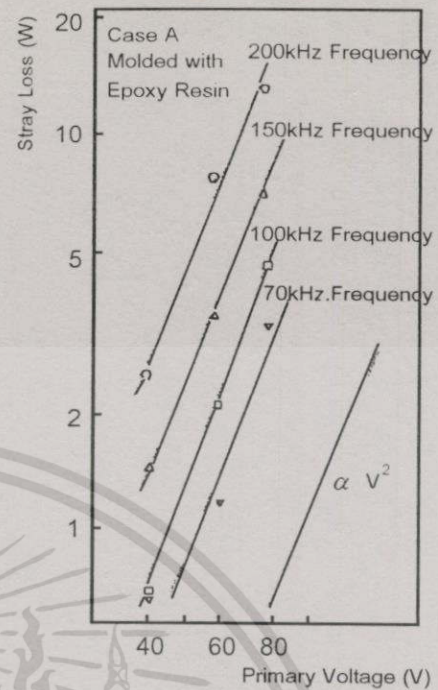 Stray Loss (W)
20
10
5
2
1
Case A
Molded with
Epoxy Resin
200kHz Frequency
150kHz Frequency
100kHz Frequency
70kHz.Frequency
α V²
40
60
80
Primary Voltage (V)